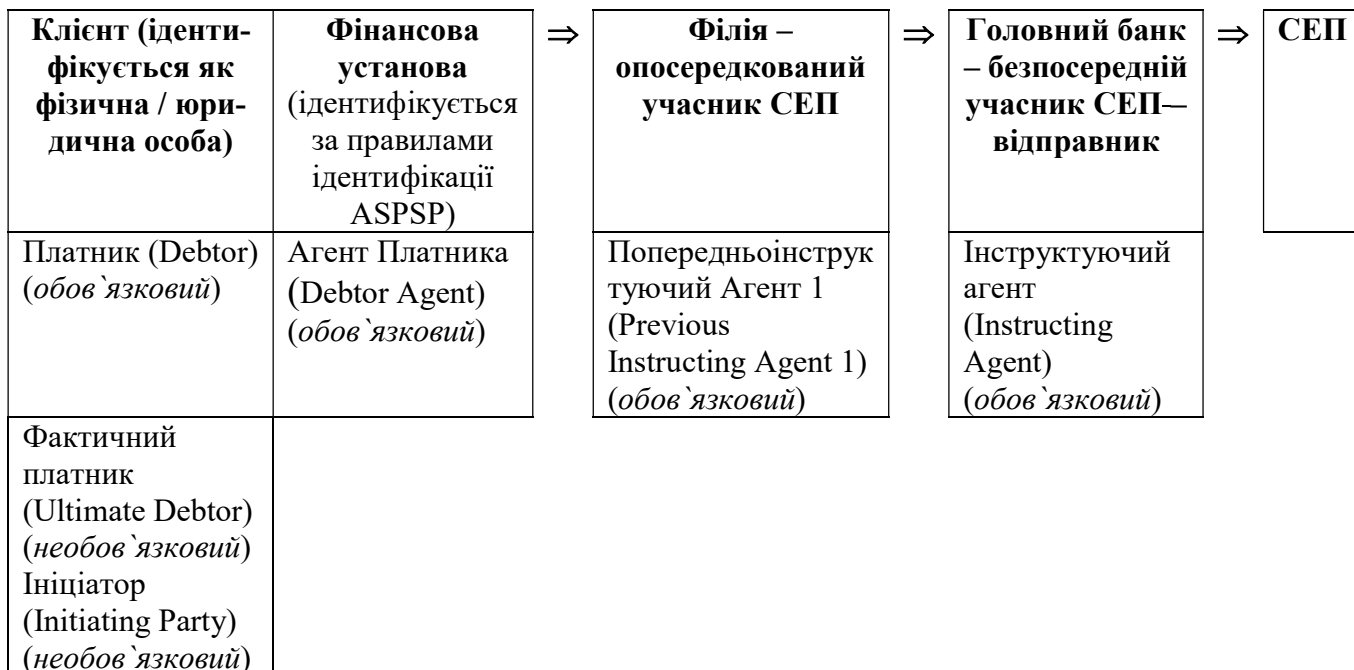 Клієнт (іденти-
фікується як
фізична / юри-
дична особа)
Фінансова
установа
(ідентифікується
за правилами
ідентифікації
ASPSP)
⇒
Філія –
опосередкований
учасник СЕП
⇒
Головний банк
– безпосередній
учасник СЕП–
відправник
⇒
СЕП
Платник (Debtor)
(обов`язковий)
Агент Платника
(Debtor Agent)
(обов`язковий)
Попередньоінструк
туючий Агент 1
(Previous
Instructing Agent 1)
(обов`язковий)
Інструктуючий
агент
(Instructing
Agent)
(обов`язковий)
Фактичний
платник
(Ultimate Debtor)
(необов`язковий)
Ініціатор
(Initiating Party)
(необов`язковий)